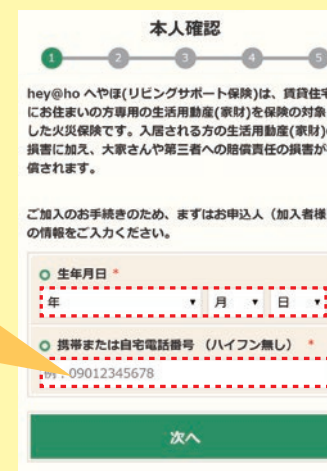 本人確認
1 2 3 4 5
hey@ho へやほ(リビングサポート保険)は、賃貸住宅
にお住まいの方専用の生活用動産(家財)を保険の対象
した火災保険です。入居される方の生活用動産(家財)
損害に加え、大家さんや第三者への賠償責任の損害が
償されます。
ご加入のお手続きのため、まずはお申込人（加入者様
の情報をご入力ください。
生年月日 *
年 月 日
携帯または自宅電話番号 （ハイフン無し） *
例：09012345678
次へ